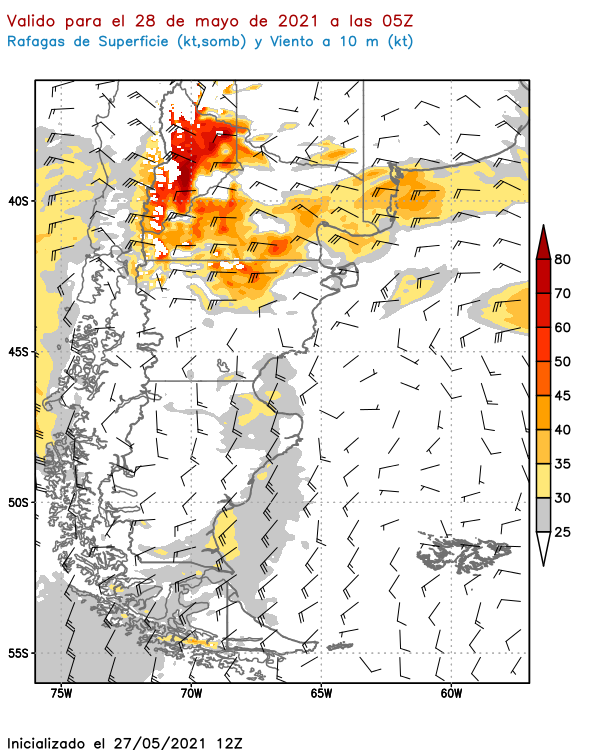 Valido para el 28 de mayo de 2021 a las 05Z
Rafagas de Superficie (kt,somb) y Viento a 10 m (kt)
40S
45S
50S
55S
75W 70W 65W 60W
80
70
60
50
45
40
35
30
25
Inicializado el 27/05/2021 12Z